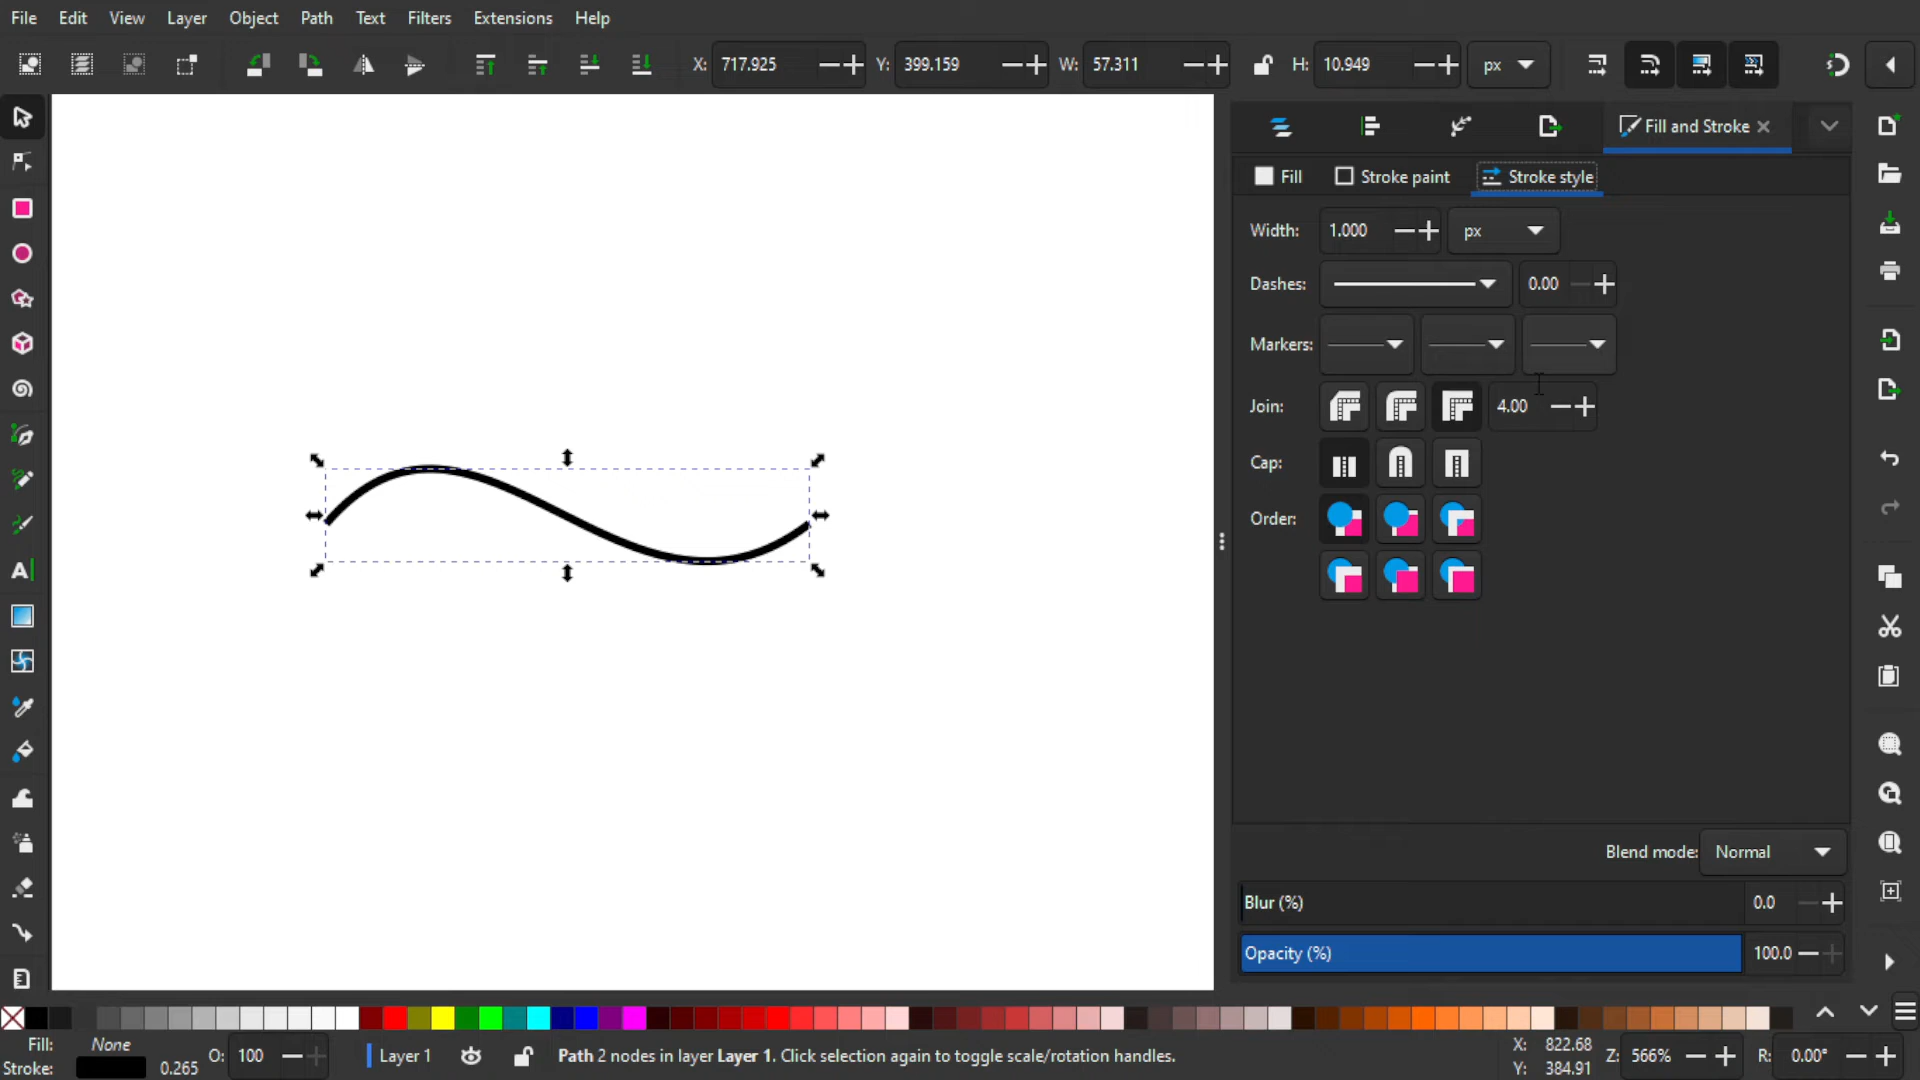 File Edit View Layer Object Path Text Filters Extensions Help
X: 717.925 Y: 399.159 W: 57.311 H: 10.949 px
Fill and Stroke
Fill Stroke paint Stroke style
Width: 1.000 px
Dashes: 0.00
Markers:
Join: 4.00
Cap:
Order:
A
Blend mode: Normal
Blur (%) 0.0
Opacity (%) 100.0
Fill: None
Stroke: 0.265
O: 100
Layer 1
Path 2 nodes in layer Layer 1. Click selection again to toggle scale/rotation handles.
X: 822.68
Y: 384.91
Z: 566%
R: 0.00°